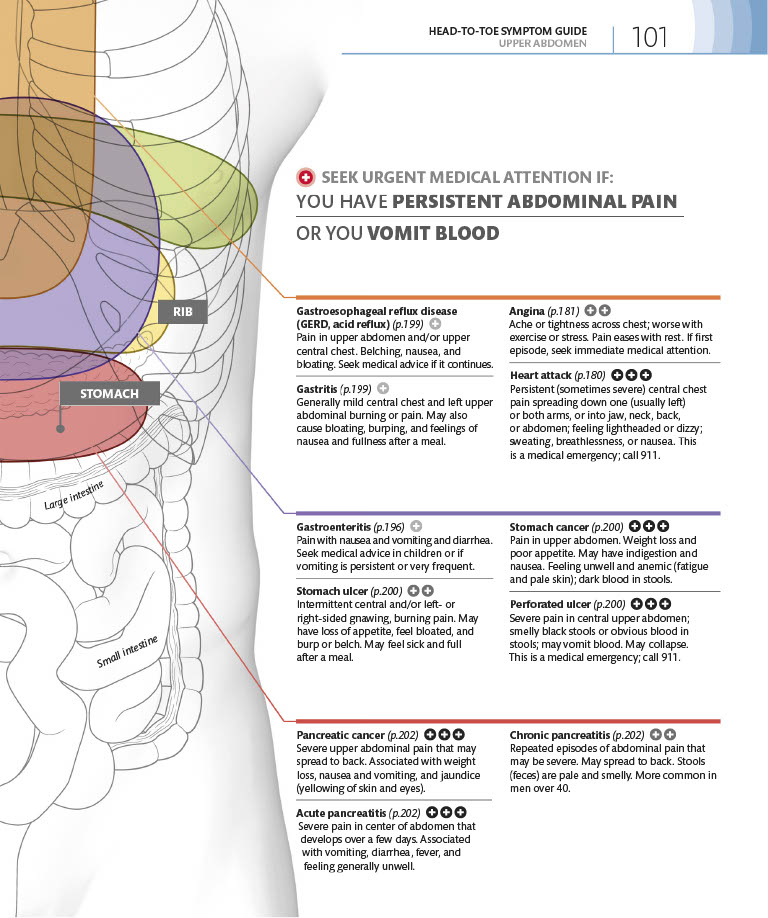 HEAD-TO-TOE SYMPTOM GUIDE
UPPER ABDOMEN
101
SEEK URGENT MEDICAL ATTENTION IF:
YOU HAVE PERSISTENT ABDOMINAL PAIN
OR YOU VOMIT BLOOD
RIB
STOMACH
Large intestine
Small intestine
Gastroesophageal reflux disease
(GERD, acid reflux) (p.199)
Pain in upper abdomen and/or upper
central chest. Belching, nausea, and
bloating. Seek medical advice if it continues.
Gastritis (p.199)
Generally mild central chest and left upper
abdominal burning or pain. May also
cause bloating, burping, and feelings of
nausea and fullness after a meal.
Angina (p.181)
Ache or tightness across chest; worse with
exercise or stress. Pain eases with rest. If first
episode, seek immediate medical attention.
Heart attack (p.180)
Persistent (sometimes severe) central chest
pain spreading down one (usually left)
or both arms, or into jaw, neck, back,
or abdomen; feeling lightheaded or dizzy;
sweating, breathlessness, or nausea. This
is a medical emergency; call 911.
Gastroenteritis (p.196)
Pain with nausea and vomiting and diarrhea.
Seek medical advice in children or if
vomiting is persistent or very frequent.
Stomach ulcer (p.200)
Intermittent central and/or left- or
right-sided gnawing, burning pain. May
have loss of appetite, feel bloated, and
burp or belch. May feel sick and full
after a meal.
Stomach cancer (p.200)
Pain in upper abdomen. Weight loss and
poor appetite. May have indigestion and
nausea. Feeling unwell and anemic (fatigue
and pale skin); dark blood in stools.
Perforated ulcer (p.200)
Severe pain in central upper abdomen;
smelly black stools or obvious blood in
stools; may vomit blood. May collapse.
This is a medical emergency; call 911.
Pancreatic cancer (p.202)
Severe upper abdominal pain that may
spread to back. Associated with weight
loss, nausea and vomiting, and jaundice
(yellowing of skin and eyes).
Acute pancreatitis (p.202)
Severe pain in center of abdomen that
develops over a few days. Associated
with vomiting, diarrhea, fever, and
feeling generally unwell.
Chronic pancreatitis (p.202)
Repeated episodes of abdominal pain that
may be severe. May spread to back. Stools
(feces) are pale and smelly. More common in
men over 40.